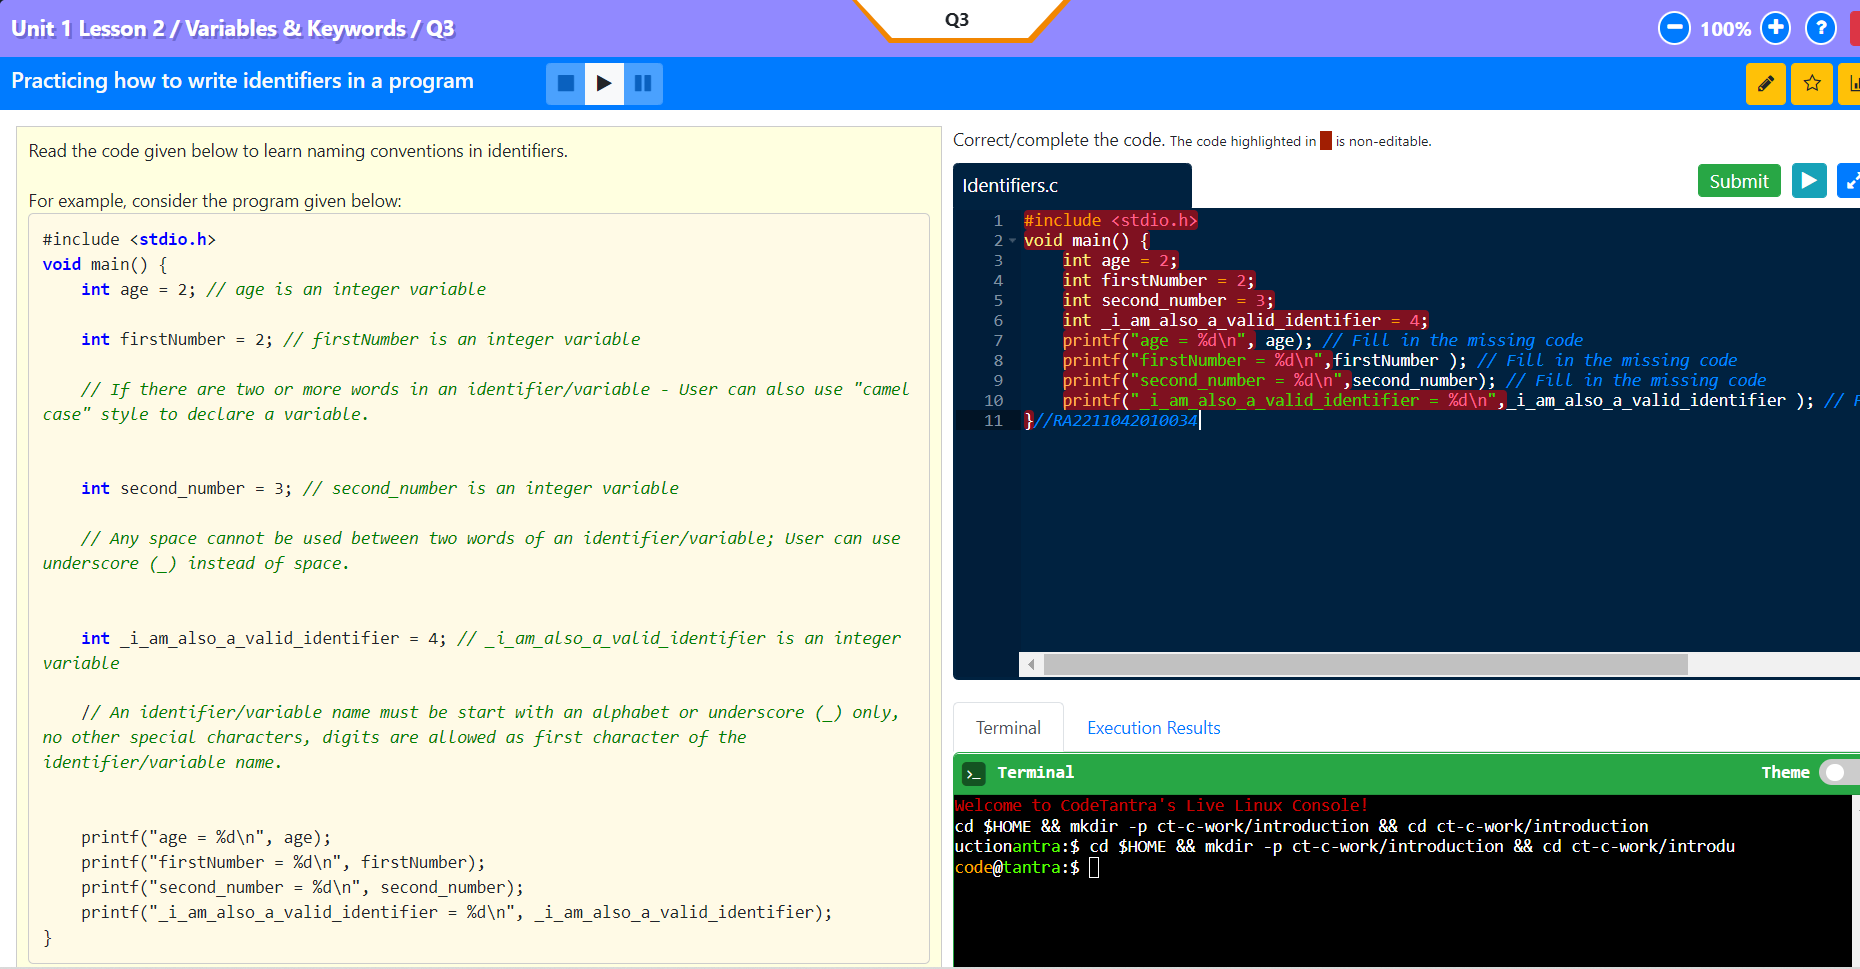 Unit 1 Lesson 2 / Variables & Keywords / Q3
Q3
100%
?
Practicing how to write identifiers in a program
Read the code given below to learn naming conventions in identifiers.
For example, consider the program given below:
#include <stdio.h>
void main() {
int age = 2; // age is an integer variable
int firstNumber = 2; // firstNumber is an integer variable
// If there are two or more words in an identifier/variable - User can also use "camel
case" style to declare a variable.
int second_number = 3; // second_number is an integer variable
// Any space cannot be used between two words of an identifier/variable; User can use
underscore (_) instead of space.
int _i_am_also_a_valid_identifier = 4; // _i_am_also_a_valid_identifier is an integer
variable
// An identifier/variable name must be start with an alphabet or underscore (_) only,
no other special characters, digits are allowed as first character of the
identifier/variable name.
printf("age = %d\n", age);
printf("firstNumber = %d\n", firstNumber);
printf("second_number = %d\n", second_number);
printf("_i_am_also_a_valid_identifier = %d\n", _i_am_also_a_valid_identifier);
}
Correct/complete the code. The code highlighted in is non-editable.
Identifiers.c
Submit
1 #include <stdio.h>
2 void main() {
3 int age = 2;
4 int firstNumber = 2;
5 int second_number = 3;
6 int _i_am_also_a_valid_identifier = 4;
7 printf("age = %d\n", age); // Fill in the missing code
8 printf("firstNumber = %d\n",firstNumber ); // Fill in the missing code
9 printf("second_number = %d\n",second_number); // Fill in the missing code
10 printf("_i_am_also_a_valid_identifier = %d\n",_i_am_also_a_valid_identifier ); // F
11 }//RA2211042010034
Terminal
Execution Results
>_ Terminal
Theme
Welcome to CodeTantra's Live Linux Console!
cd $HOME && mkdir -p ct-c-work/introduction && cd ct-c-work/introduction
uctionantra:$ cd $HOME && mkdir -p ct-c-work/introduction && cd ct-c-work/introdu
code@tantra:$